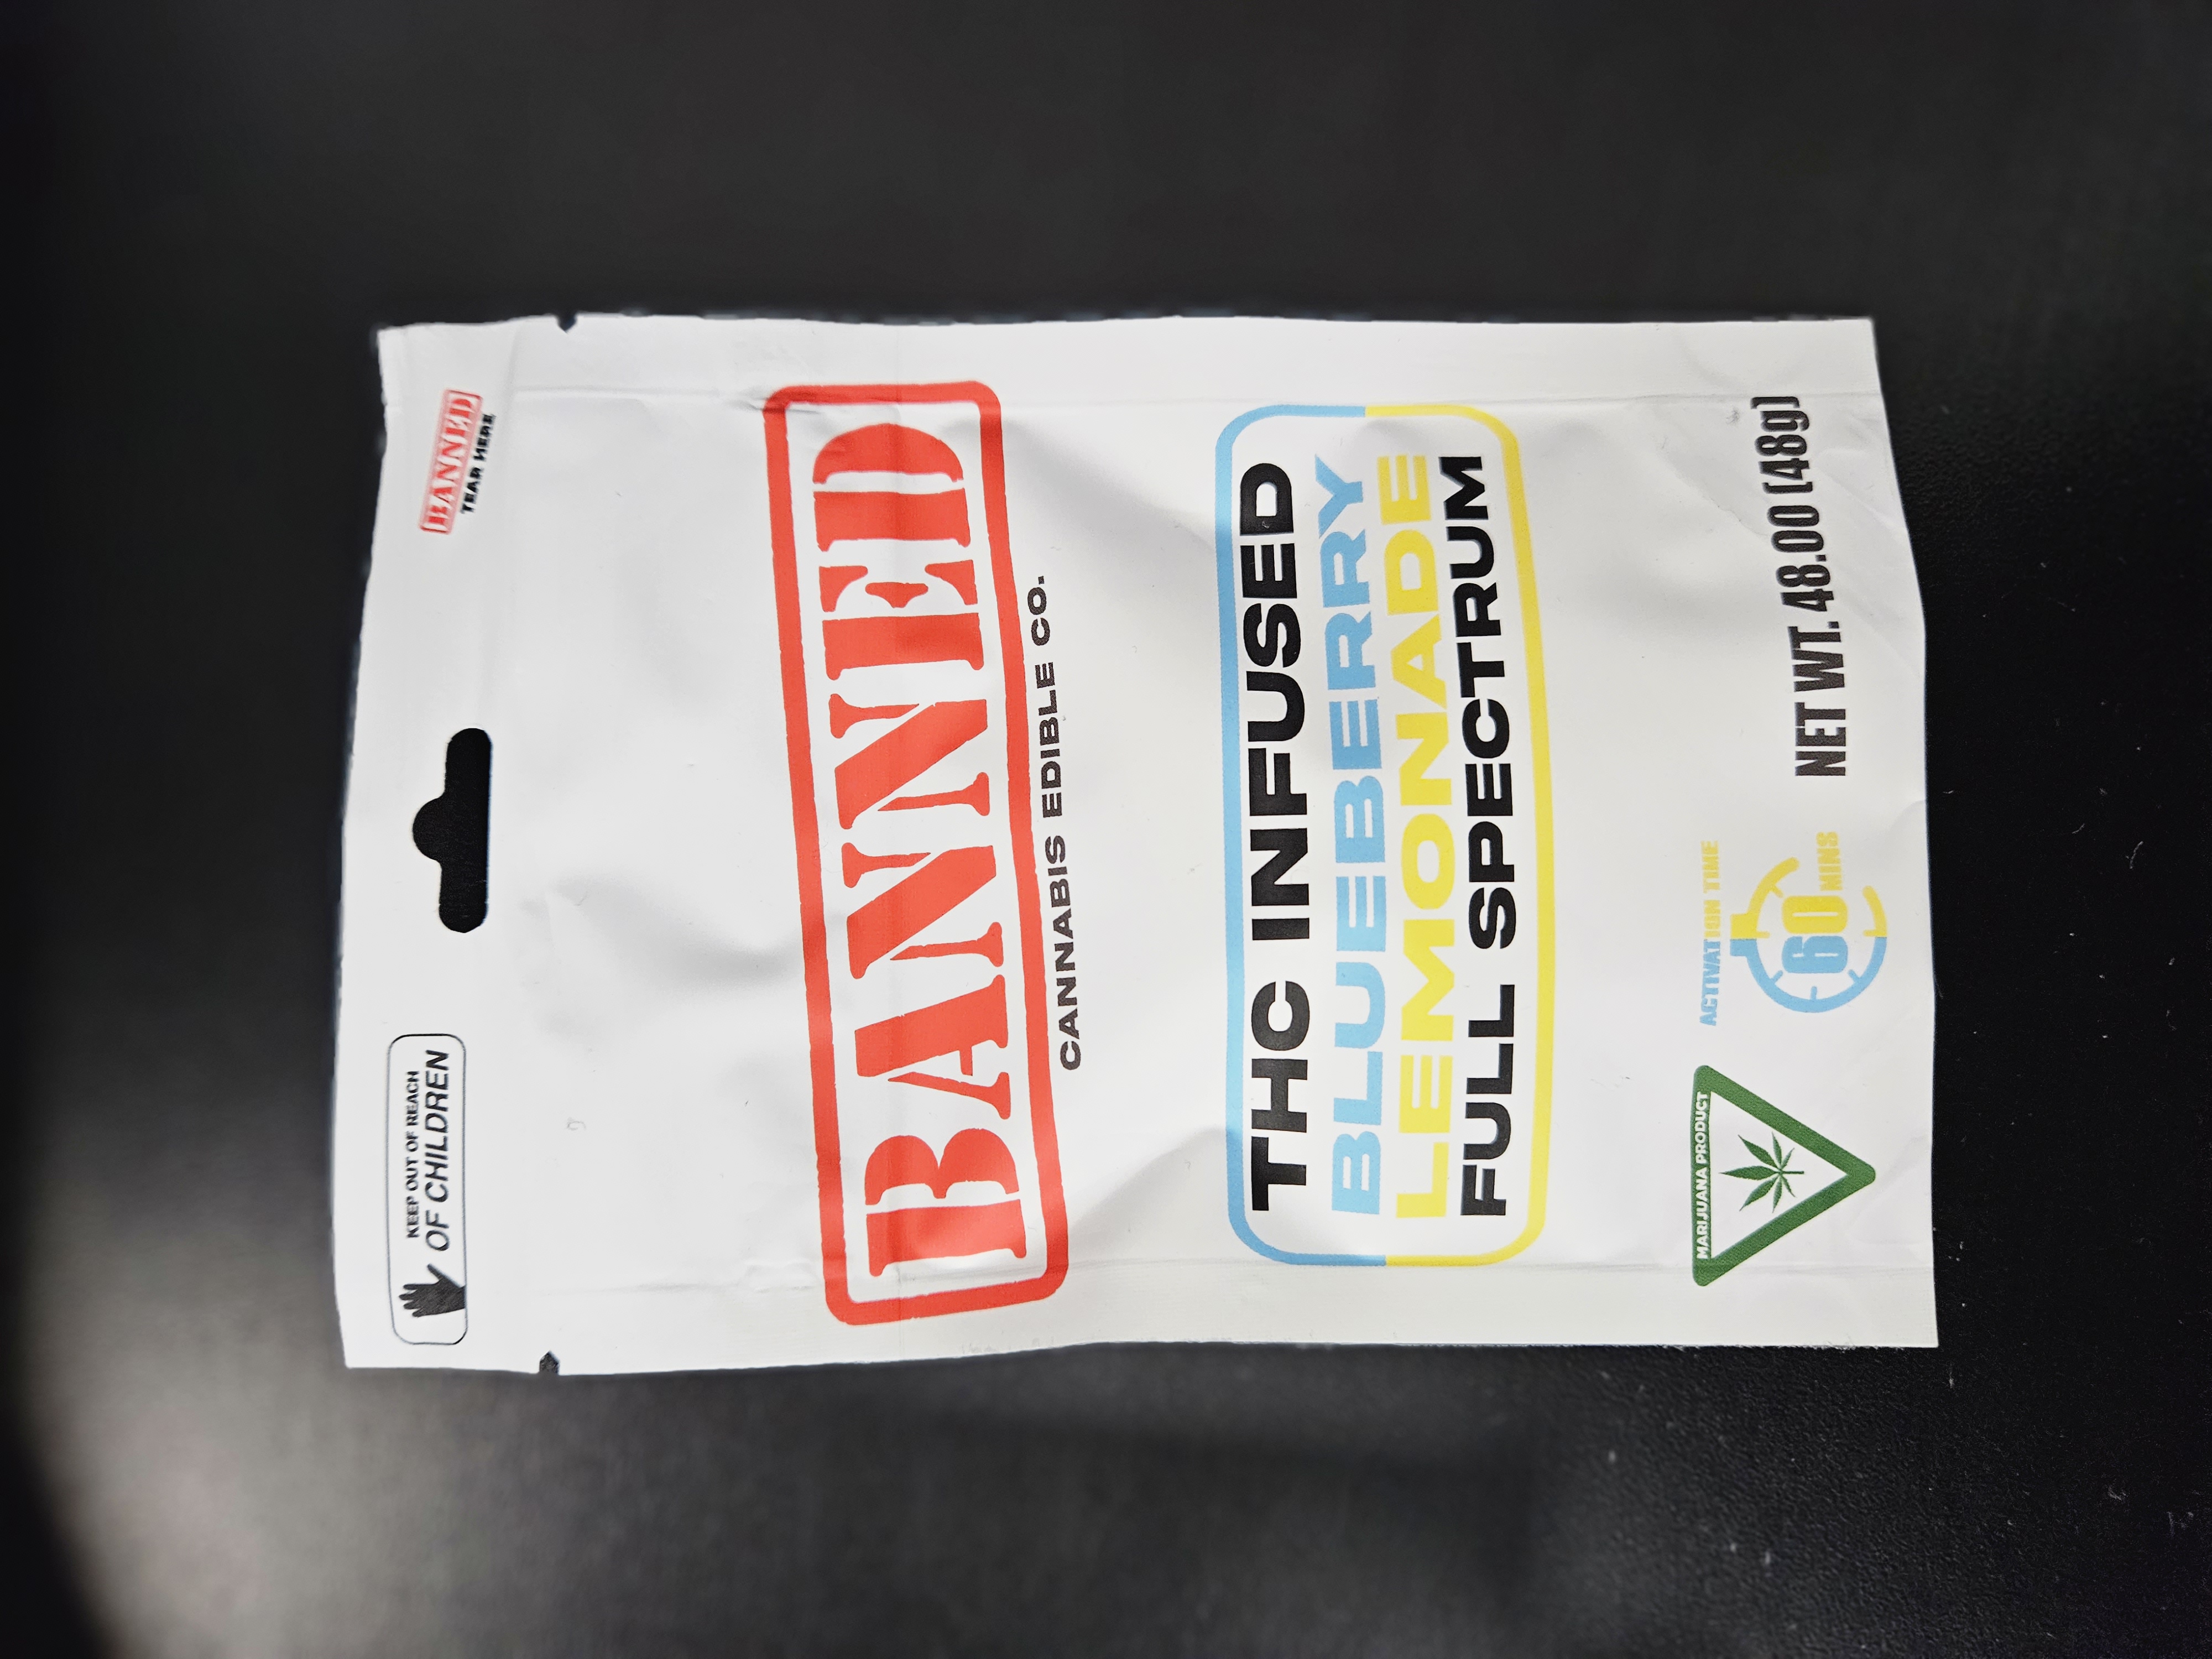 KEEP OUT OF REACH
OF CHILDREN
BANNED
TEAR HERE
BANNED
CANNABIS EDIBLE CO.
THC INFUSED
BLUEBERRY
LEMONADE
FULL SPECTRUM
MARIJUANA PRODUCT
ACTIVATION TIME
60 MINS
NET WT. 48.00 (48g)